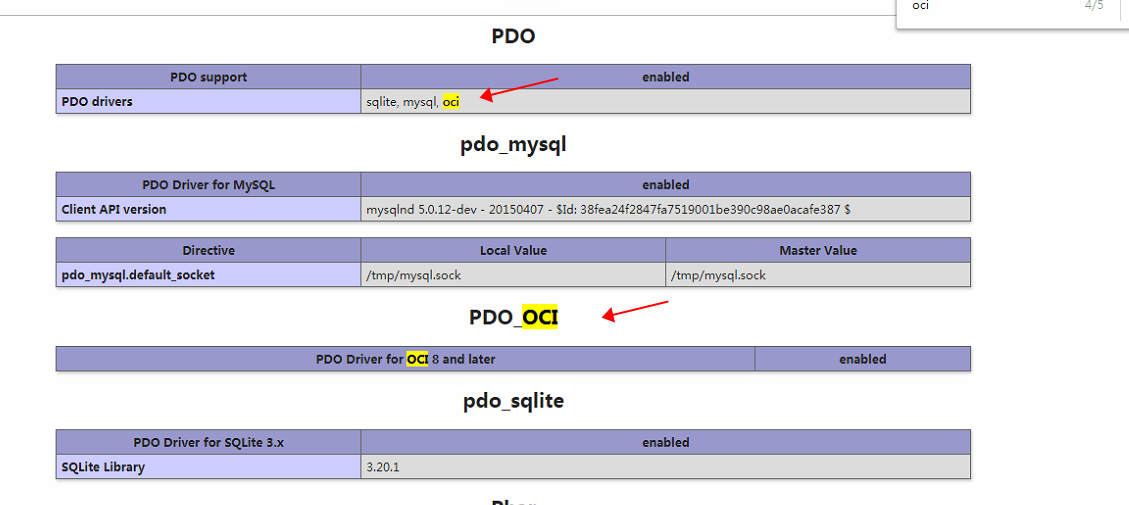 oci 4/5
PDO
PDO support enabled
PDO drivers sqlite, mysql, oci
pdo_mysql
PDO Driver for MySQL enabled
Client API version mysqlnd 5.0.12-dev - 20150407 - $Id: 38fea24f2847fa7519001be390c98ae0acafe387 $
Directive Local Value Master Value
pdo_mysql.default_socket /tmp/mysql.sock /tmp/mysql.sock
PDO_OCI
PDO Driver for OCI 8 and later enabled
pdo_sqlite
PDO Driver for SQLite 3.x enabled
SQLite Library 3.20.1